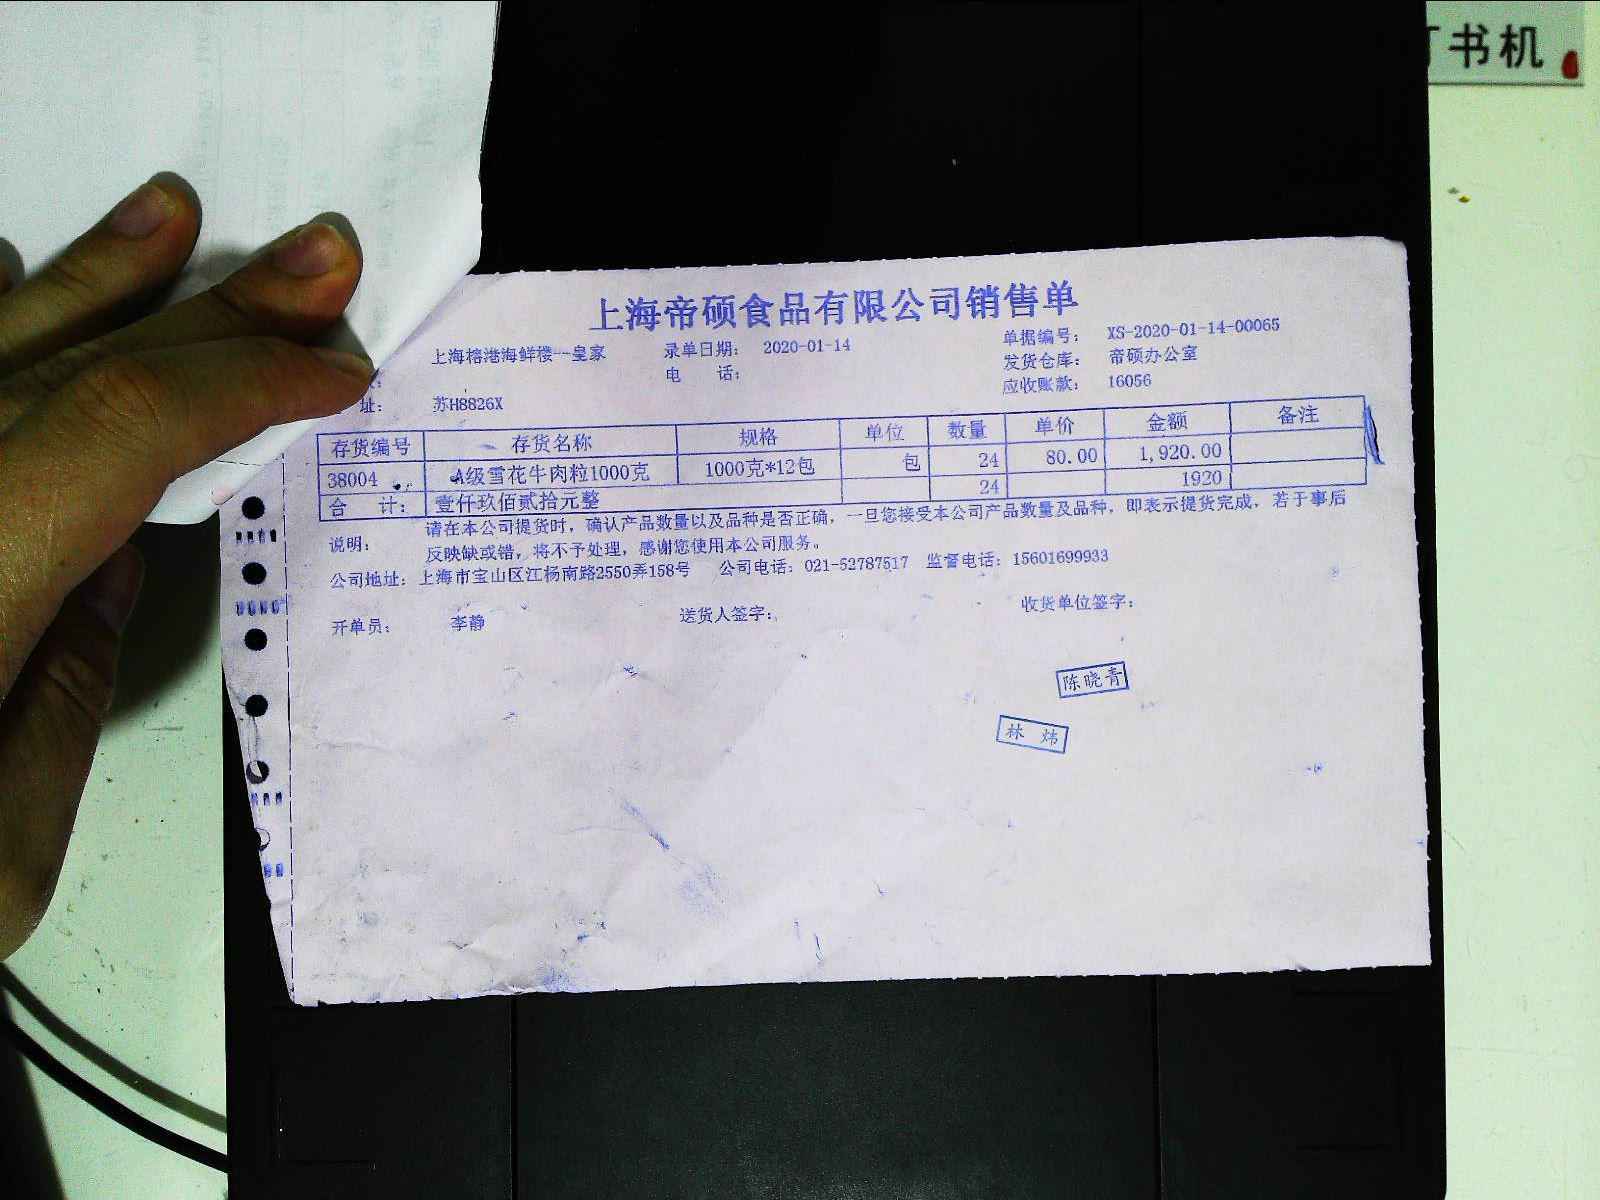 书机
上海帝硕食品有限公司销售单
单据编号: XS-2020-01-14-00065
上海榕港海鲜楼--皇家 录单日期: 2020-01-14 发货仓库: 帝硕办公室
电 话: 应收账款: 16056
址: 苏H8826X
存货编号 存货名称 规格 单位 数量 单价 金额 备注
38004 A级雪花牛肉粒1000克 1000克*12包 包 24 80.00 1,920.00
合 计: 壹仟玖佰贰拾元整 24 1920
说明: 请在本公司提货时, 确认产品数量以及品种是否正确, 一旦您接受本公司产品数量及品种, 即表示提货完成, 若于事后
反映缺或错, 将不予处理, 感谢您使用本公司服务。
公司地址: 上海市宝山区江杨南路2550弄158号 公司电话: 021-52787517 监督电话: 15601699933
开单员: 李静 送货人签字: 收货单位签字:
陈晓青
林炜